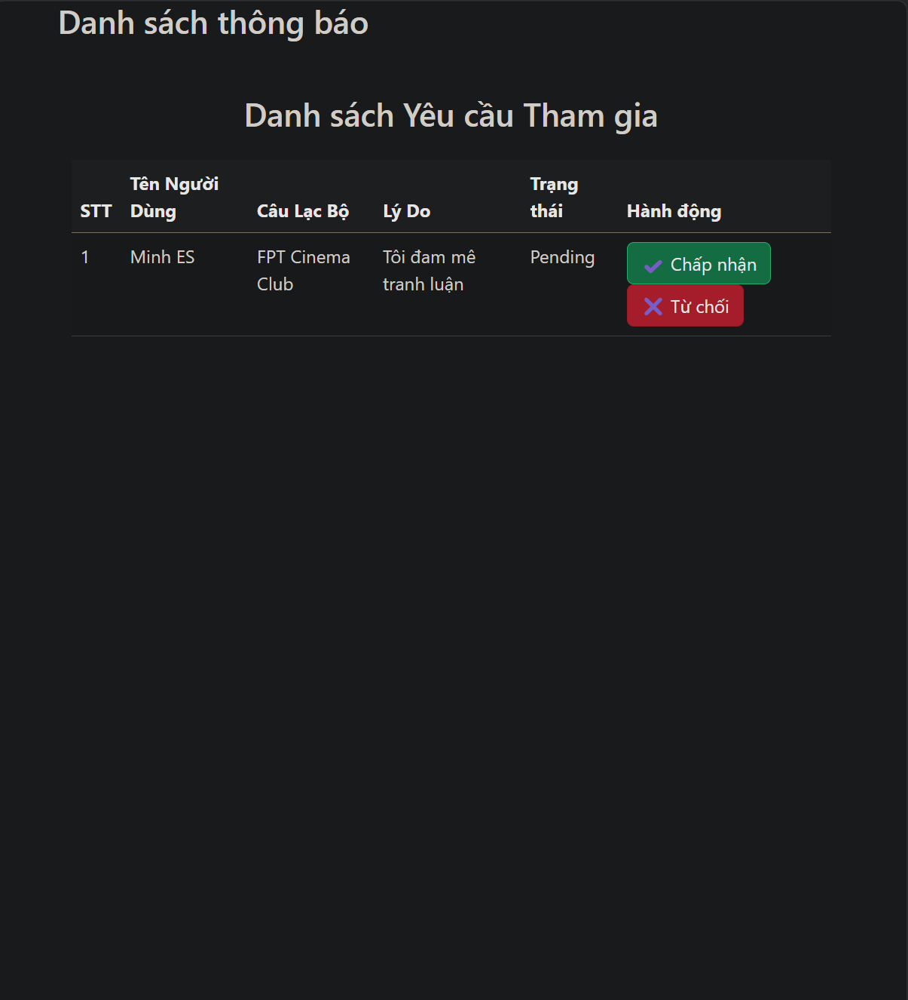 Danh sách thông báo
Danh sách Yêu cầu Tham gia
STT Tên Người Dùng Câu Lạc Bộ Lý Do Trạng thái Hành động
1 Minh ES FPT Cinema Club Tôi đam mê tranh luận Pending Chấp nhận
Từ chối